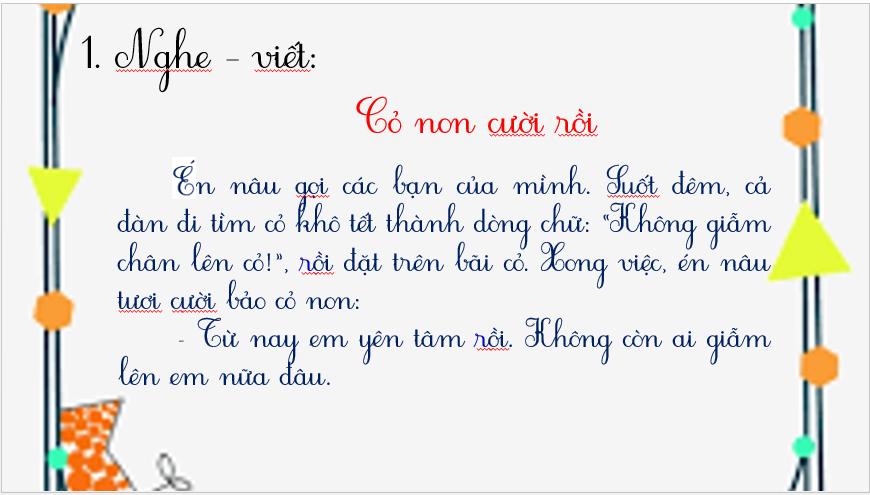 1. Nghe - viết:
Cỏ non cười rồi
Én nâu gọi các bạn của mình. Suốt đêm, cả
đàn đi tìm cỏ khô tết thành dòng chữ: “Không giẫm
chân lên cỏ!”, rồi đặt trên bãi cỏ. Xong việc, én nâu
tươi cười bảo cỏ non:
- Từ nay em yên tâm rồi. Không còn ai giẫm
lên em nữa đâu.